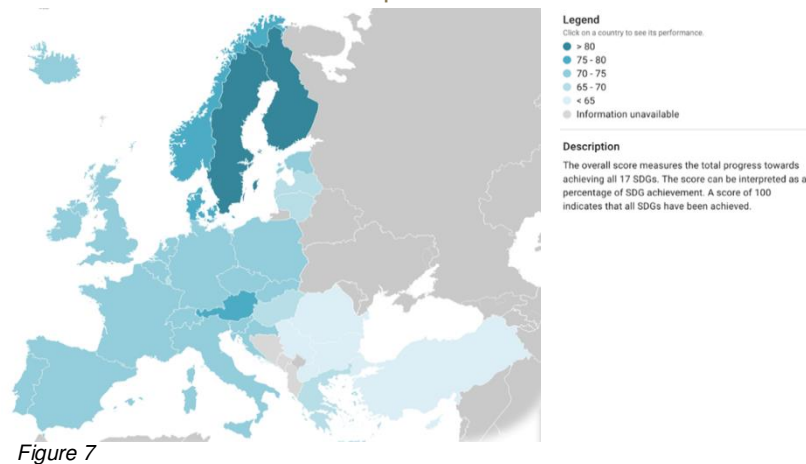 Legend
Click on a country to see its performance.
> 80
75 - 80
70 - 75
65 - 70
< 65
Information unavailable
Description
The overall score measures the total progress towards
achieving all 17 SDGs. The score can be interpreted as a
percentage of SDG achievement. A score of 100
indicates that all SDGs have been achieved.
Figure 7